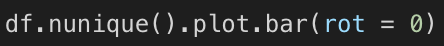 df.nunique().plot.bar(rot = 0)